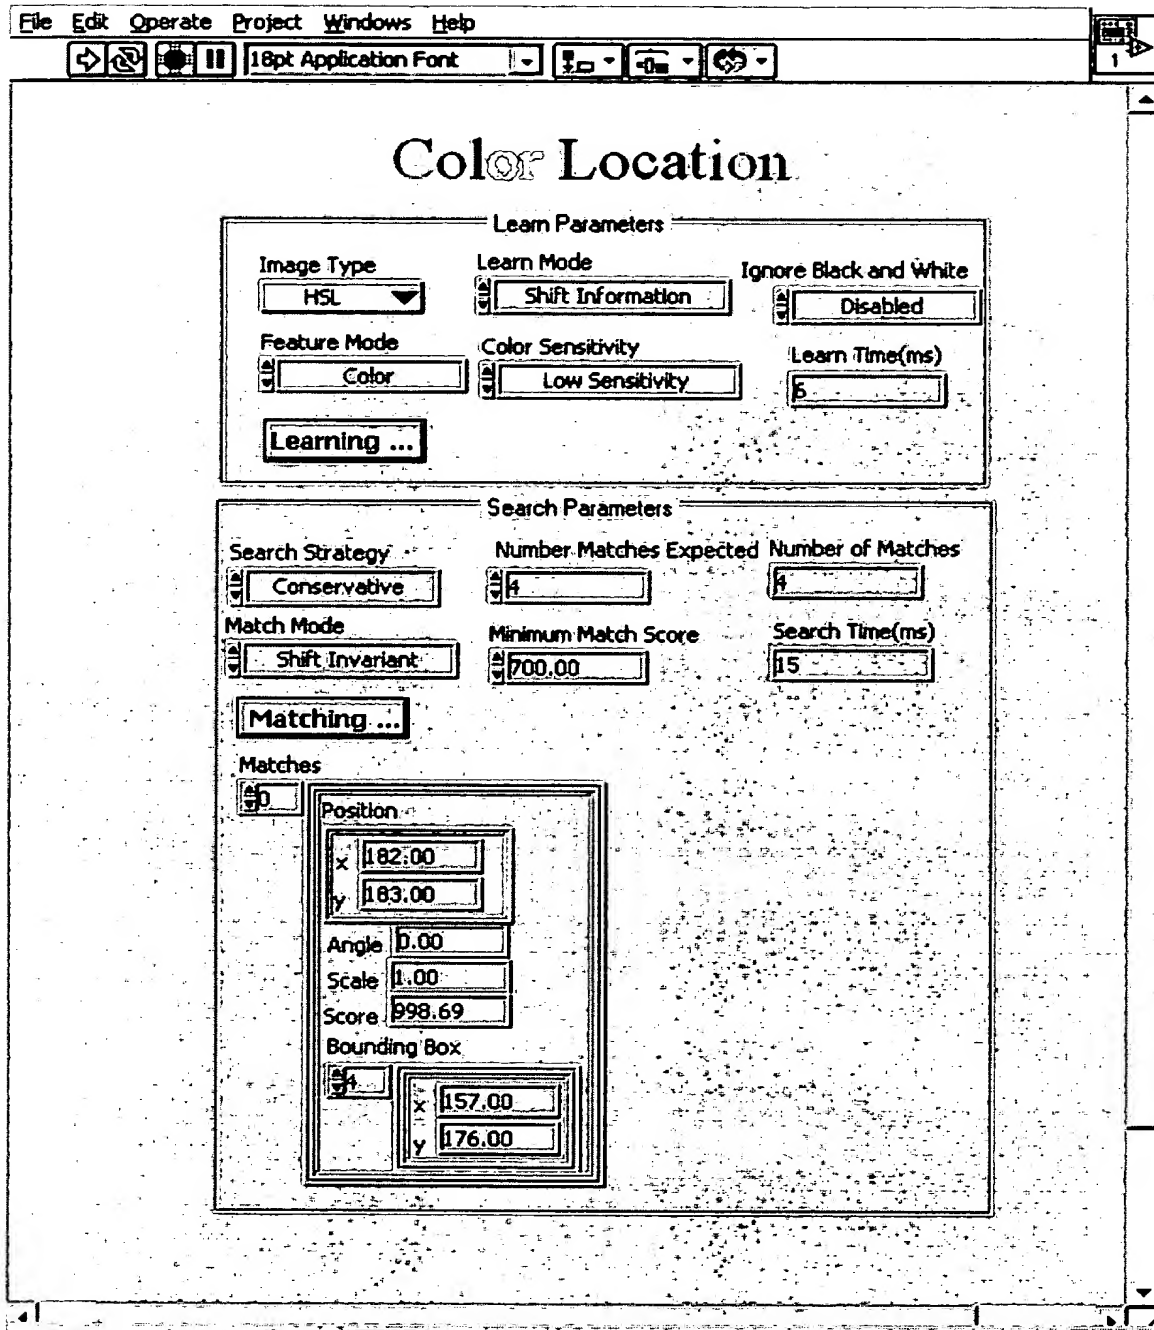 File Edit Operate Project Windows Help
18pt Application Font
1
Color Location
Learn Parameters
Image Type Learn Mode Ignore Black and White
HSL Shift Information Disabled
Feature Mode Color Sensitivity Learn Time(ms)
Color Low Sensitivity 6
Learning ...
Search Parameters
Search Strategy Number Matches Expected Number of Matches
Conservative 4 4
Match Mode Minimum Match Score Search Time(ms)
Shift Invariant 700.00 15
Matching ...
Matches
0
Position
x 182.00
y 183.00
Angle 0.00
Scale 1.00
Score 998.69
Bounding Box
4
x 157.00
y 176.00